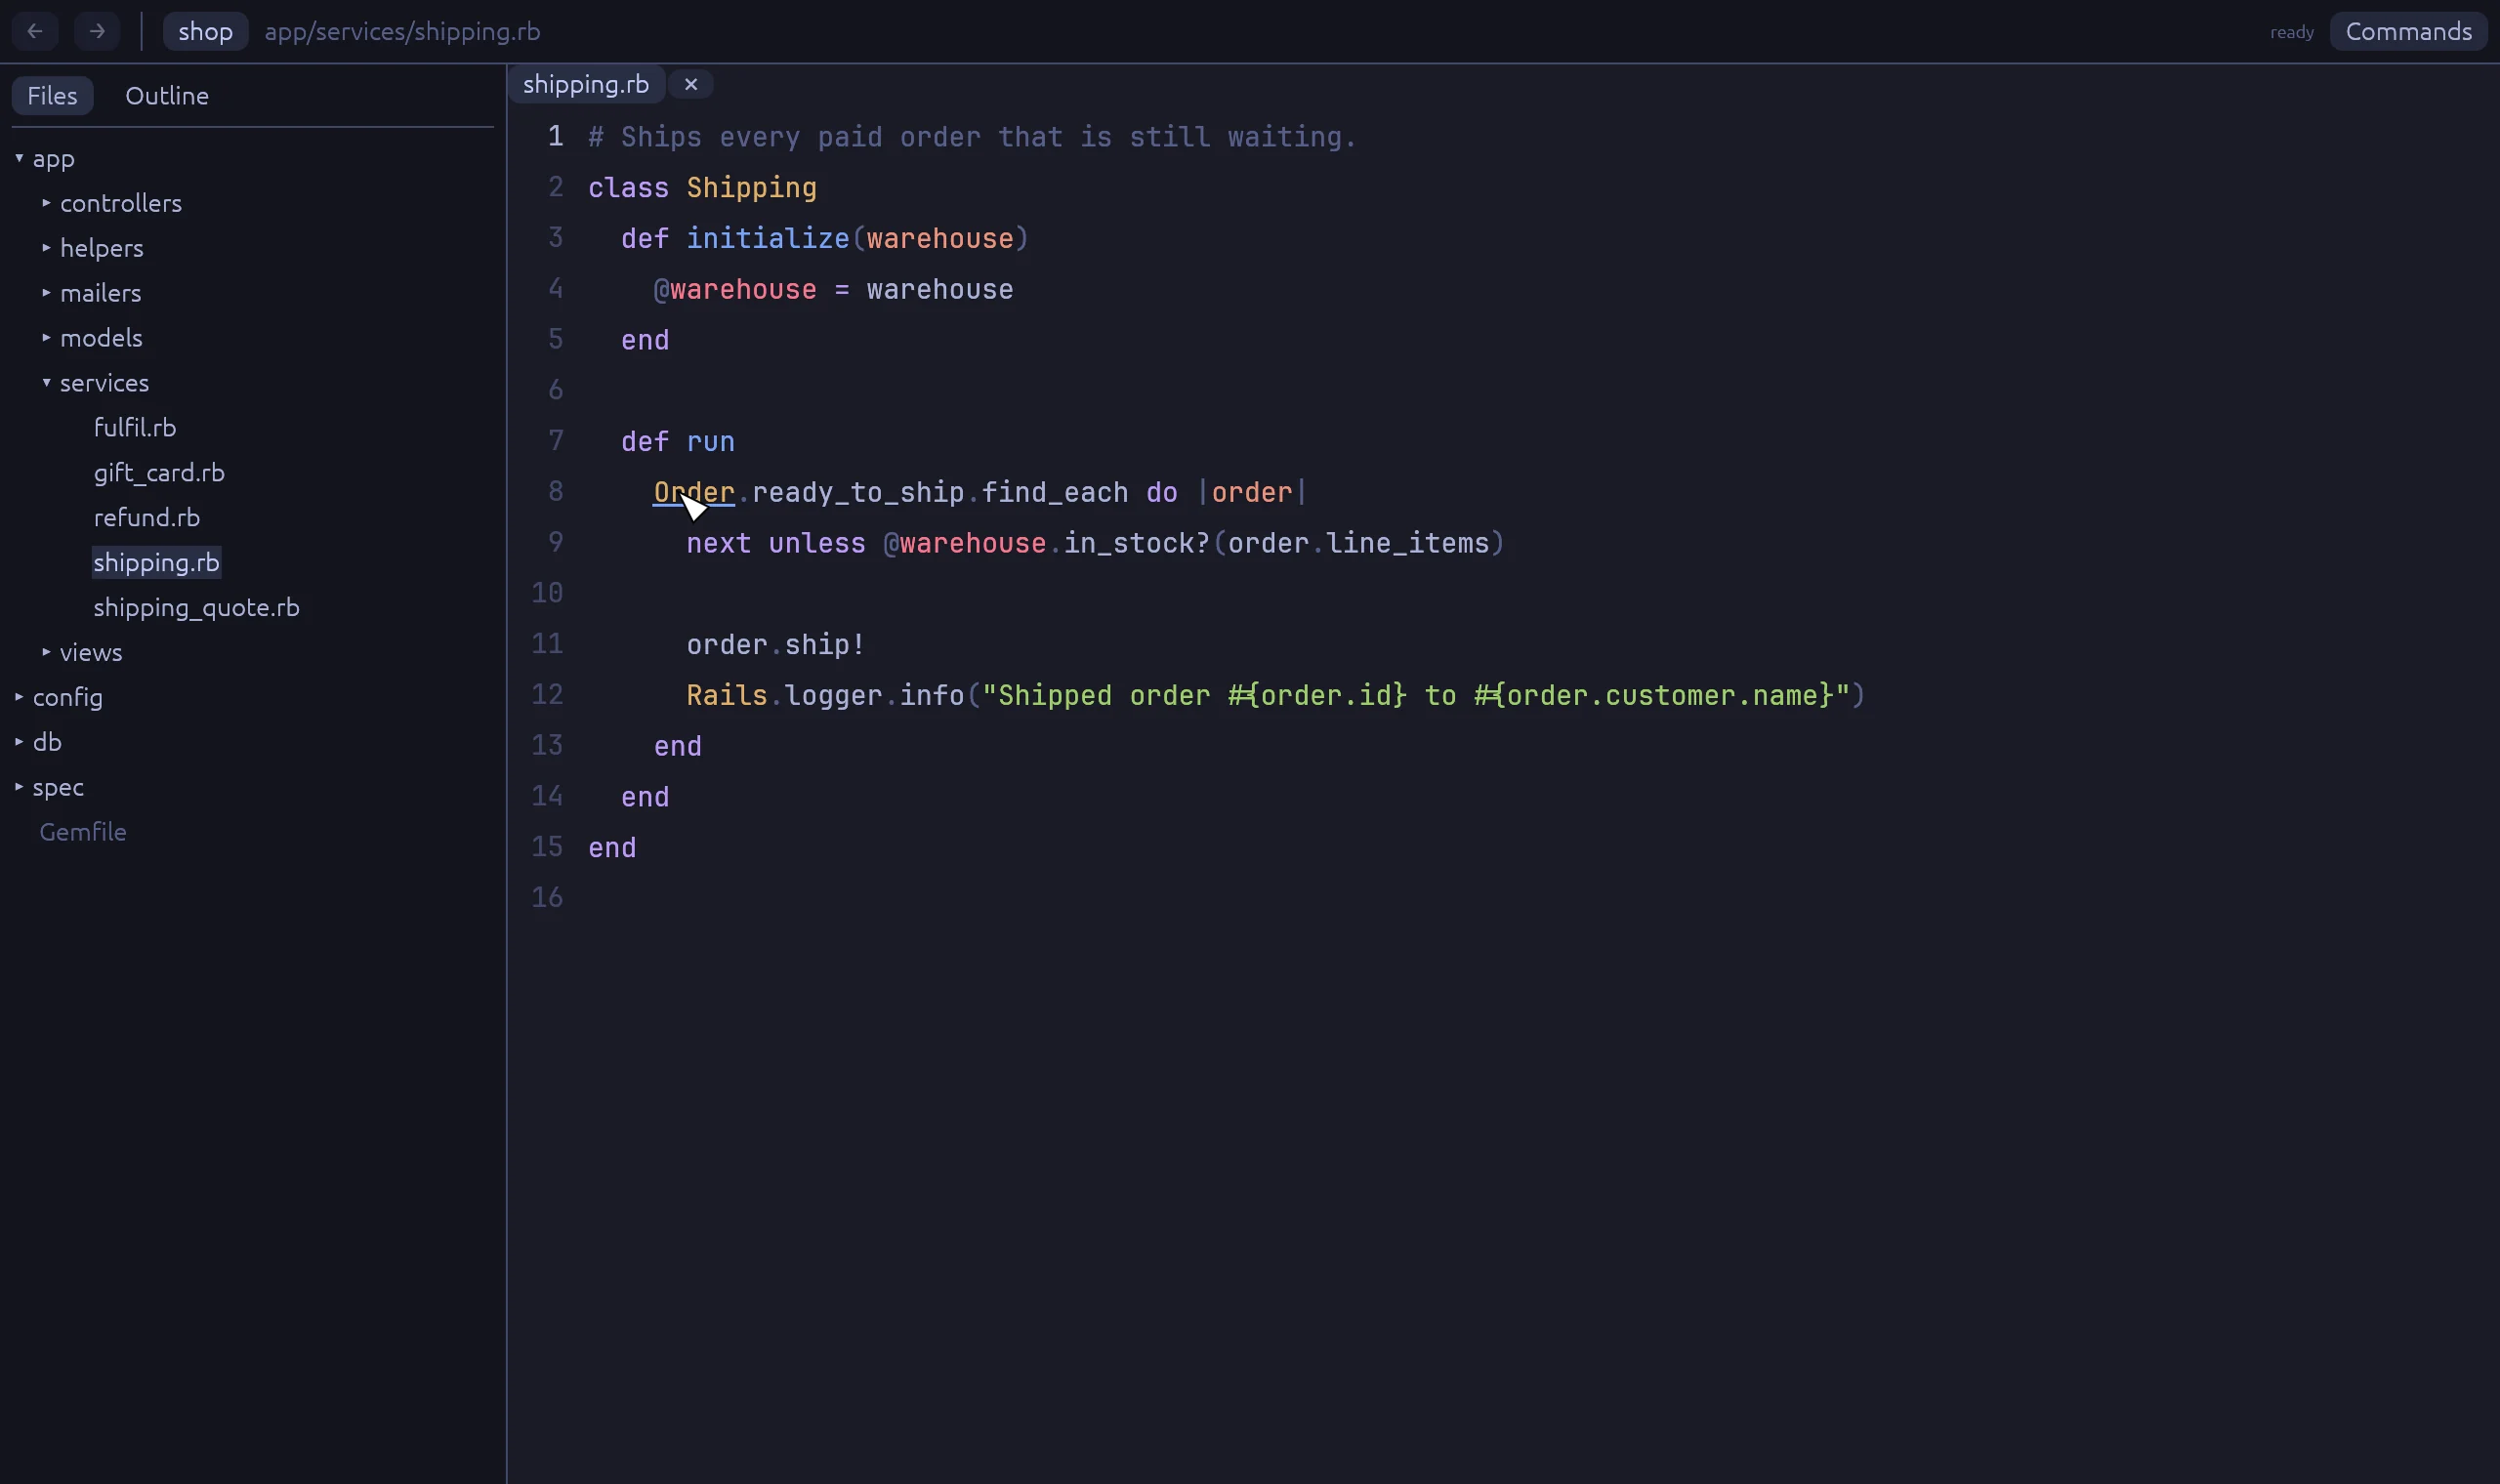 ← → shop app/services/shipping.rb ready Commands
Files Outline
▾ app
▸ controllers
▸ helpers
▸ mailers
▸ models
▾ services
fulfil.rb
gift_card.rb
refund.rb
shipping.rb
shipping_quote.rb
▸ views
▸ config
▸ db
▸ spec
Gemfile
shipping.rb ×
1 # Ships every paid order that is still waiting.
2 class Shipping
3   def initialize(warehouse)
4     @warehouse = warehouse
5   end
6
7   def run
8     Order.ready_to_ship.find_each do |order|
9       next unless @warehouse.in_stock?(order.line_items)
10
11       order.ship!
12       Rails.logger.info("Shipped order #{order.id} to #{order.customer.name}")
13     end
14   end
15 end
16